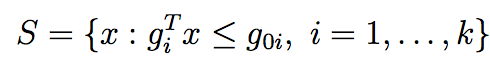 S = {x : g_i^T x ≤ g_{0i}, i = 1, . . . , k}